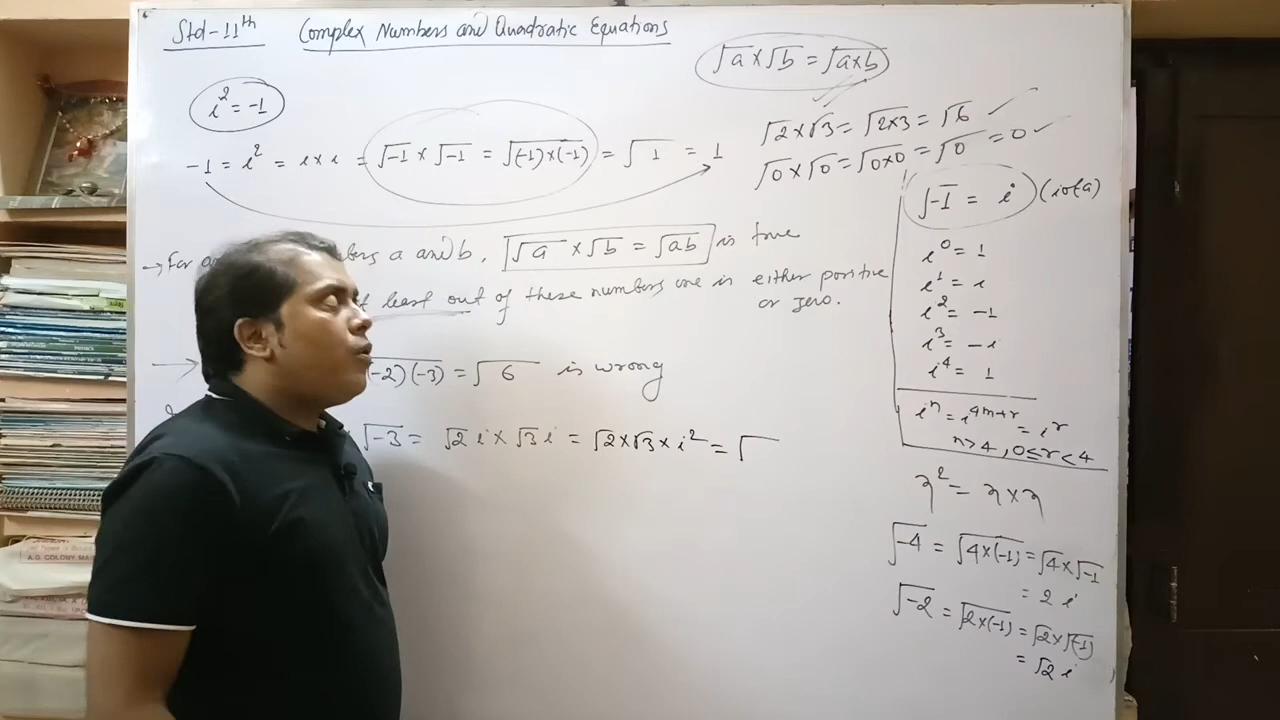 Std-11th
Complex Numbers and Quadratic Equations
√a×√b = √a×b
i² = -1
-1 = i² = i×i = √-1 × √-1 = √(-1)×(-1) = √1 = 1
√2×√3 = √2×3 = √6
√0×√0 = √0×0 = √0 = 0
→ For an bers a and b, √a × √b = √ab is true
t least out of these numbers one is either positive
or zero.
→ (-2)(-3) = √6 is wrong
√-3 = √2 i × √3 i = √2×√3×i² = √
√-1 = i (iota)
i⁰ = 1
i¹ = i
i² = -1
i³ = -i
i⁴ = 1
iⁿ = i⁴ᵐ⁺ʳ = iʳ
n>4, 0≤r<4
x² = x × x
√-4 = √4×(-1) = √4×√-1
= 2 i
√-2 = √2×(-1) = √2×√(-1)
= √2 i